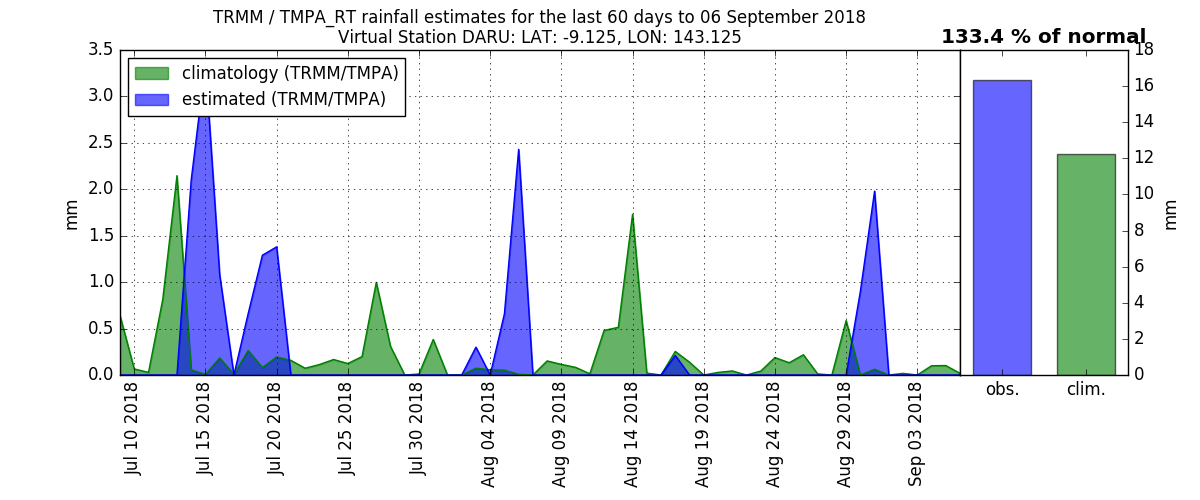 TRMM / TMPA_RT rainfall estimates for the last 60 days to 06 September 2018
Virtual Station DARU: LAT: -9.125, LON: 143.125
133.4 % of normal
climatology (TRMM/TMPA)
estimated (TRMM/TMPA)
3.5
3.0
2.5
2.0
1.5
1.0
0.5
0.0
mm
Jul 10 2018
Jul 15 2018
Jul 20 2018
Jul 25 2018
Jul 30 2018
Aug 04 2018
Aug 09 2018
Aug 14 2018
Aug 19 2018
Aug 24 2018
Aug 29 2018
Sep 03 2018
18
16
14
12
10
8
6
4
2
0
mm
obs.
clim.